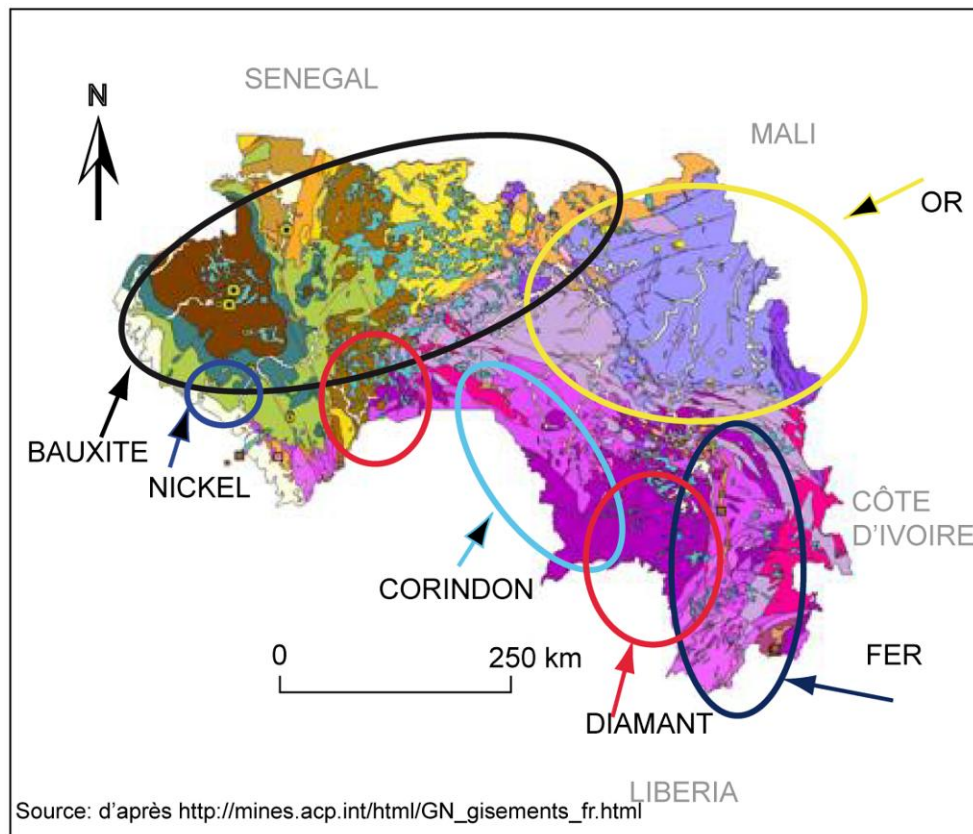 SENEGAL
N
MALI
OR
BAUXITE
NICKEL
CÔTE
D'IVOIRE
CORINDON
0
250 km
FER
DIAMANT
LIBERIA
Source: d'après http://mines.acp.int/html/GN_gisements_fr.html